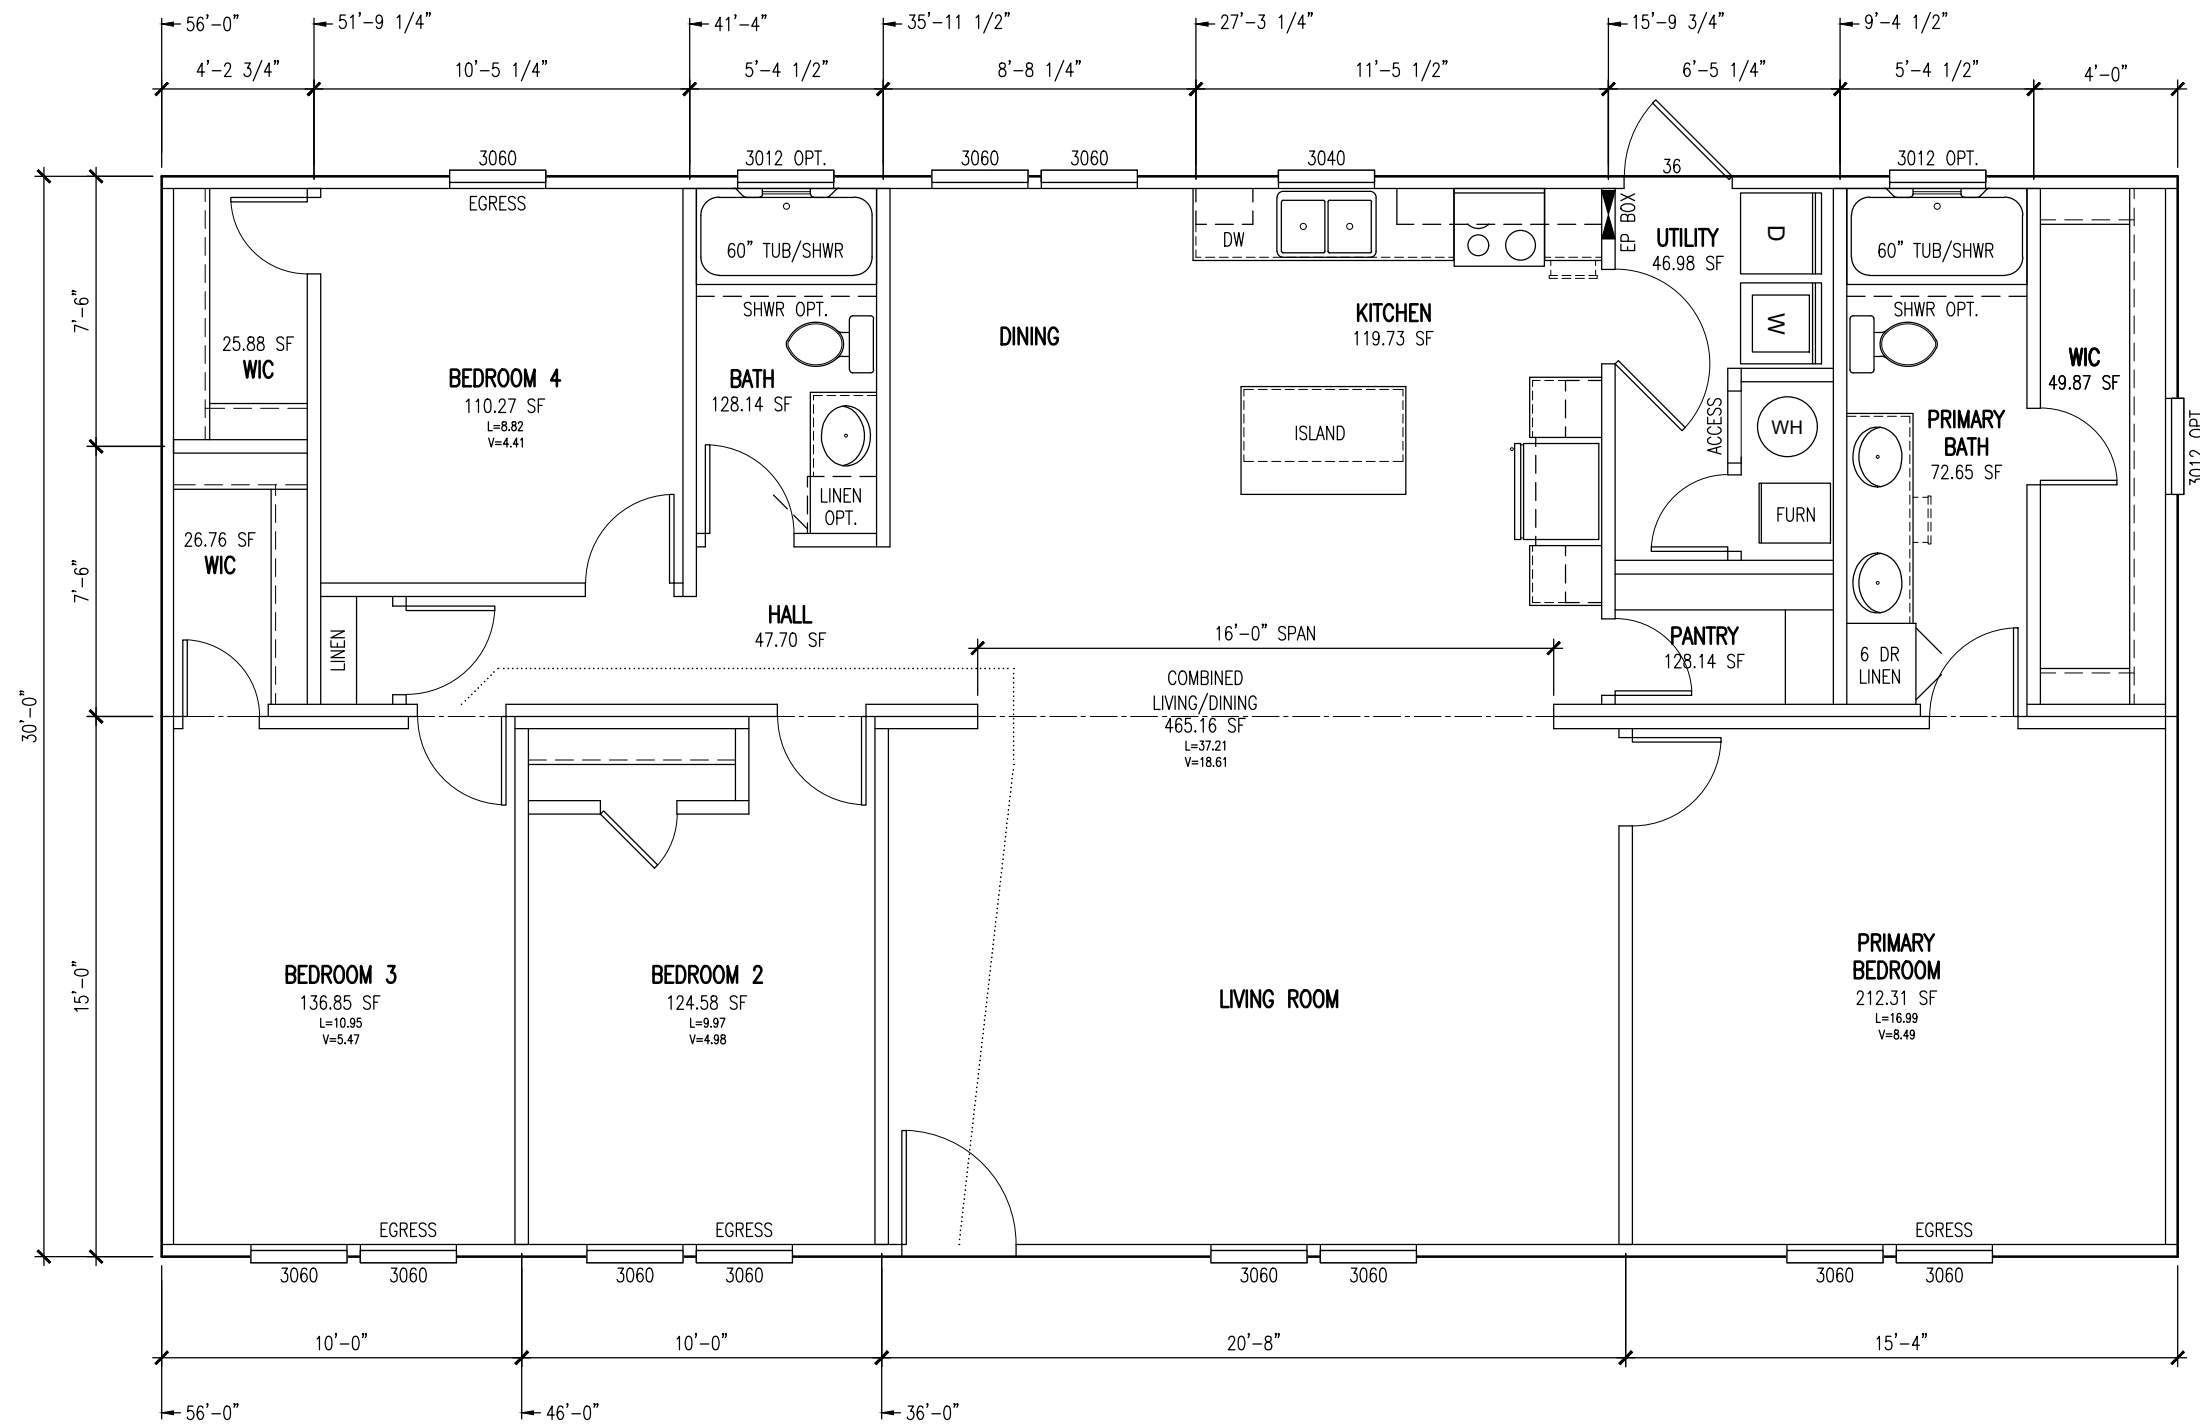 56'-0"
51'-9 1/4"
41'-4"
35'-11 1/2"
27'-3 1/4"
15'-9 3/4"
9'-4 1/2"
4'-2 3/4"
10'-5 1/4"
5'-4 1/2"
8'-8 1/4"
11'-5 1/2"
6'-5 1/4"
5'-4 1/2"
4'-0"
3060
3012 OPT.
3060
3060
3040
36
3012 OPT.
EGRESS
60" TUB/SHWR
DW
EP BOX
UTILITY
46.98 SF
D
60" TUB/SHWR
7'-6"
SHWR OPT.
KITCHEN
119.73 SF
W
SHWR OPT.
25.88 SF
WIC
DINING
BEDROOM 4
110.27 SF
L=8.82
V=4.41
BATH
128.14 SF
WIC
49.87 SF
ISLAND
ACCESS
WH
PRIMARY
BATH
72.65 SF
3012 OPT
LINEN
OPT.
FURN
26.76 SF
WIC
7'-6"
HALL
47.70 SF
LINEN
16'-0" SPAN
PANTRY
128.14 SF
6 DR
LINEN
COMBINED
LIVING/DINING
465.16 SF
L=37.21
V=18.61
30'-0"
15'-0"
BEDROOM 3
136.85 SF
L=10.95
V=5.47
BEDROOM 2
124.58 SF
L=9.97
V=4.98
LIVING ROOM
PRIMARY
BEDROOM
212.31 SF
L=16.99
V=8.49
EGRESS
EGRESS
EGRESS
3060
3060
3060
3060
3060
3060
3060
3060
10'-0"
10'-0"
20'-8"
15'-4"
56'-0"
46'-0"
36'-0"